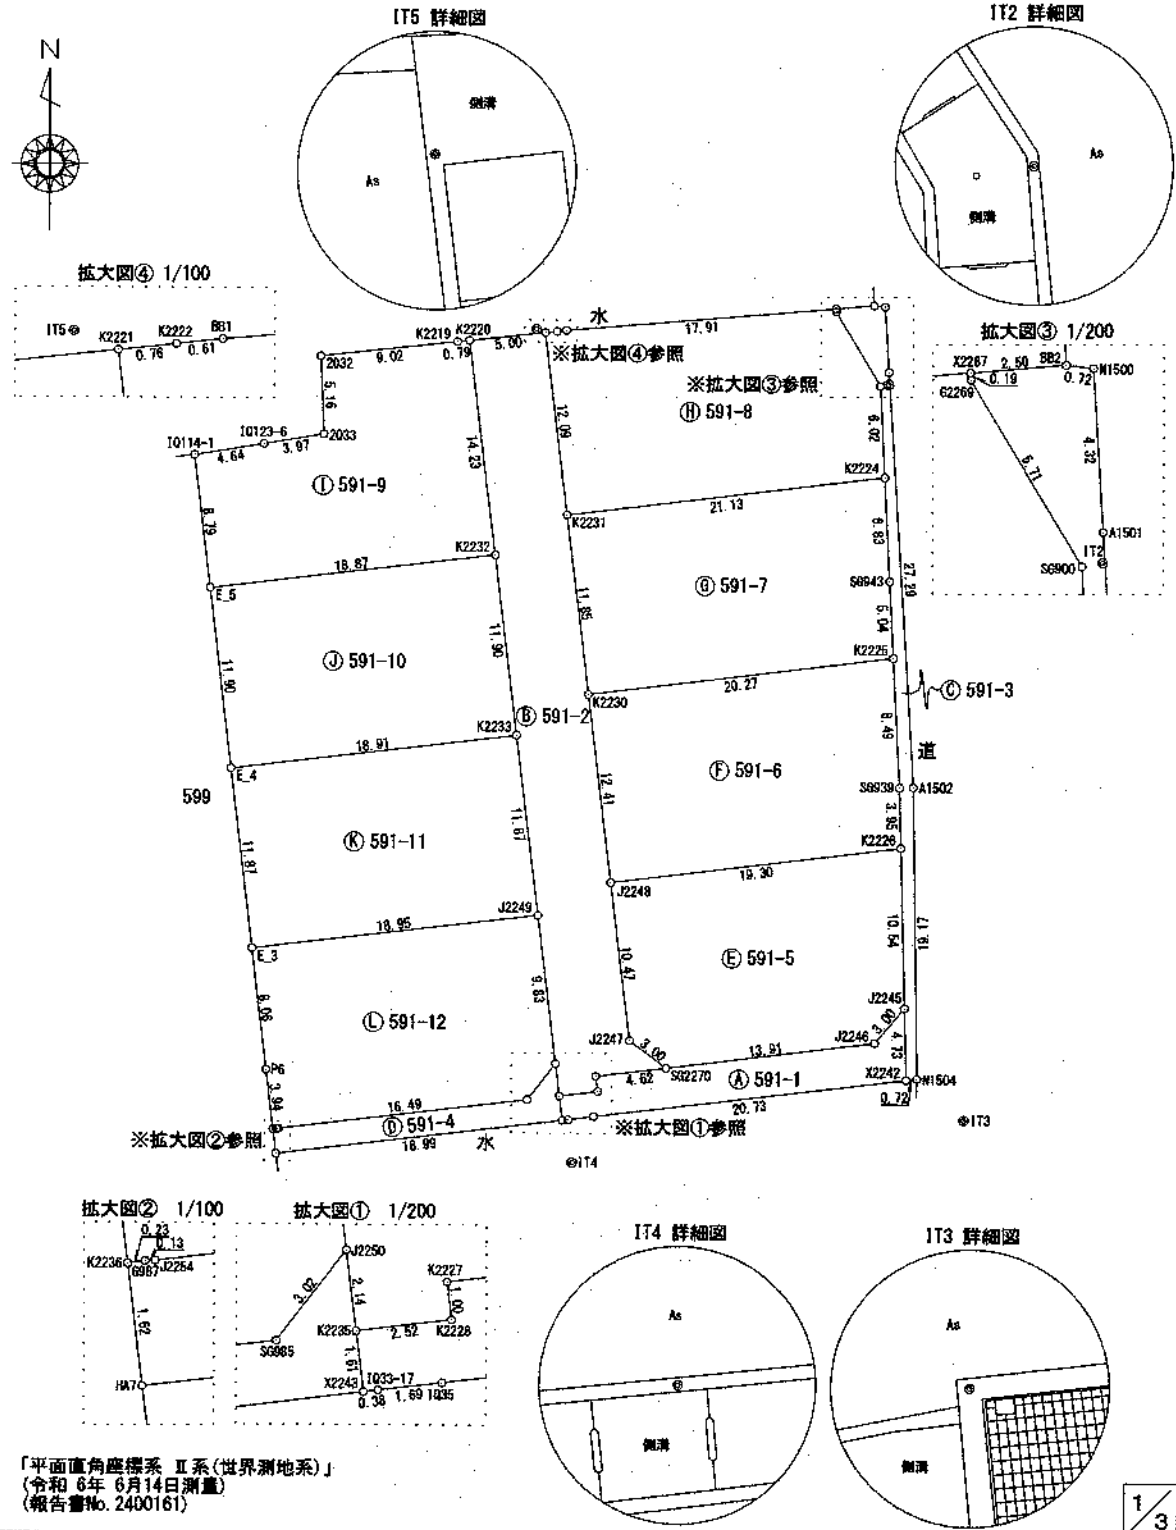 IT5 詳細図
側溝
As
IT2 詳細図
As
側溝
N
拡大図④ 1/100
IT5
K2221
K2222
BB1
0.76
0.61
拡大図③ 1/200
X2267
2.50
BB2
N1500
G2269
0.19
0.72
4.32
5.71
A1501
IT2
SG900
水
17.91
K2219
K2220
5.00
0.79
9.02
2032
5.16
2033
※拡大図④参照
※拡大図③参照
IQ114-1
IQ123-6
4.64
3.97
Ⓘ 591-9
8.79
14.23
12.09
Ⓗ 591-8
6.02
K2224
K2231
21.13
K2232
18.87
E_5
6.83
SG943
27.29
Ⓖ 591-7
11.85
5.04
K2225
Ⓙ 591-10
11.90
11.90
K2230
20.27
Ⓒ 591-3
Ⓑ 591-2
K2233
18.91
E_4
599
Ⓕ 591-6
12.41
8.49
道
SG939
A1502
3.95
K2226
Ⓚ 591-11
11.87
11.87
J2248
19.30
J2249
18.95
E_3
10.54
19.17
Ⓔ 591-5
10.47
9.83
8.06
Ⓛ 591-12
J2245
J2246
3.00
J2247
3.00
13.91
4.73
P6
3.94
4.62
SG2270
Ⓐ 591-1
X2242
N1504
0.72
20.73
16.49
Ⓓ 591-4
※拡大図②参照
18.99
水
※拡大図①参照
IT3
IT4
拡大図② 1/100
0.23
0.13
K2236
G987
J2254
1.62
HA7
拡大図① 1/200
J2250
3.02
2.14
K2227
1.00
K2235
2.52
K2228
SG985
1.61
X2243
IQ33-17
0.38
1.69
IQ35
IT4 詳細図
As
側溝
IT3 詳細図
As
側溝
「平面直角座標系 Ⅱ系(世界測地系)」
(令和 6年 6月14日測量)
(報告書No.2400161)
1/3